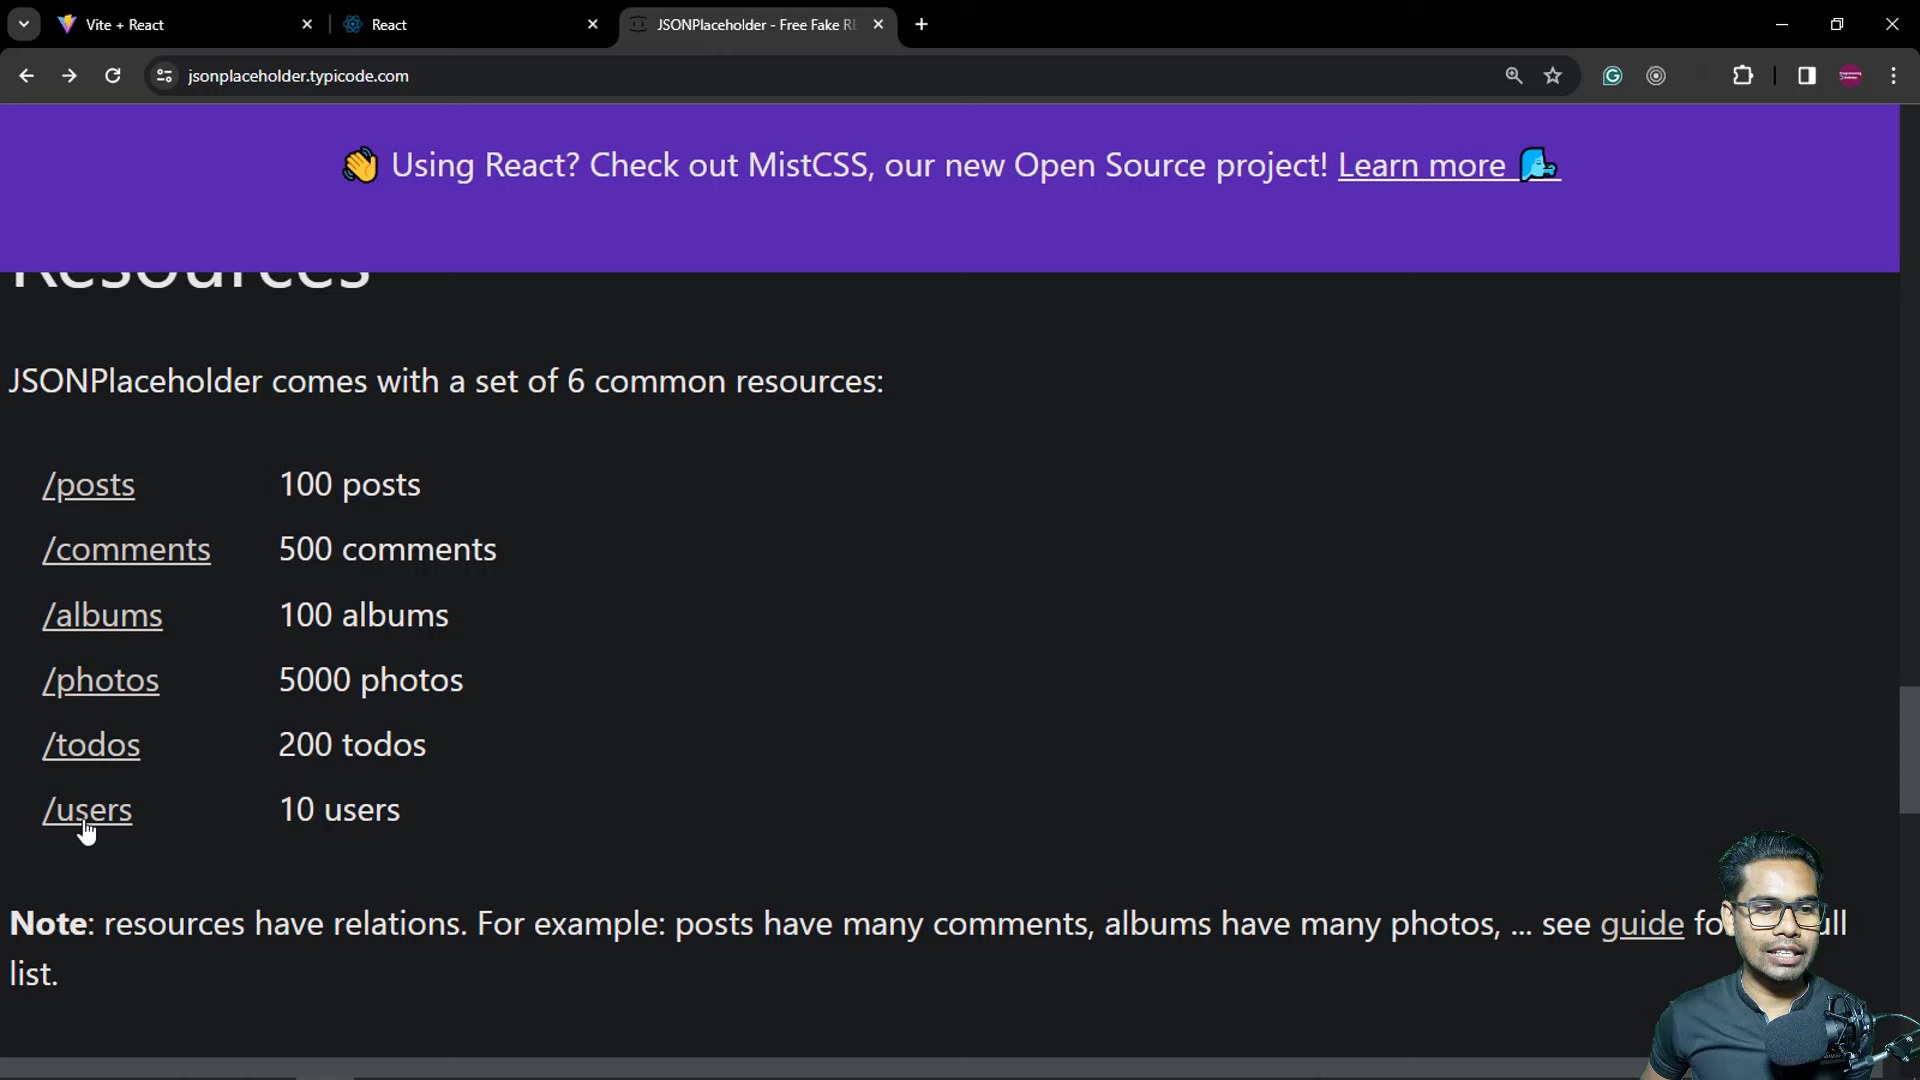 Vite + React
React
JSONPlaceholder - Free Fake RE
jsonplaceholder.typicode.com
👋 Using React? Check out MistCSS, our new Open Source project! Learn more 🌬️
Resources
JSONPlaceholder comes with a set of 6 common resources:
/posts 100 posts
/comments 500 comments
/albums 100 albums
/photos 5000 photos
/todos 200 todos
/users 10 users
Note: resources have relations. For example: posts have many comments, albums have many photos, ... see guide
list.